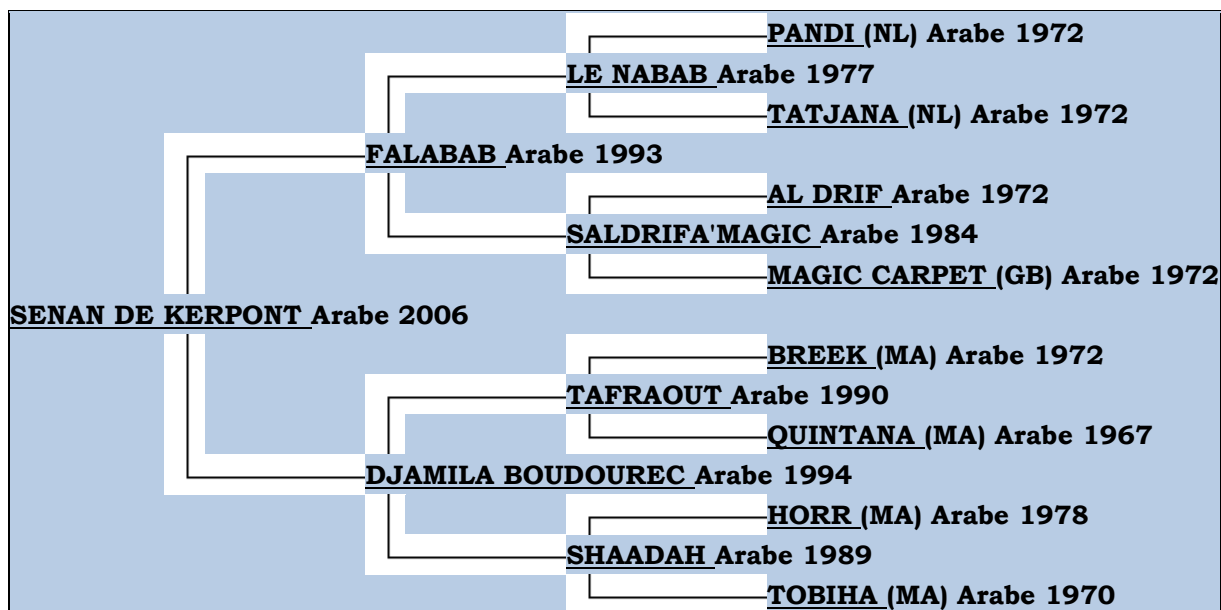 PANDI (NL) Arabe 1972
LE NABAB Arabe 1977
TATJANA (NL) Arabe 1972
FALABAB Arabe 1993
AL DRIF Arabe 1972
SALDRIFA'MAGIC Arabe 1984
MAGIC CARPET (GB) Arabe 1972
SENAN DE KERPONT Arabe 2006
BREEK (MA) Arabe 1972
TAFRAOUT Arabe 1990
QUINTANA (MA) Arabe 1967
DJAMILA BOUDOUREC Arabe 1994
HORR (MA) Arabe 1978
SHAADAH Arabe 1989
TOBIHA (MA) Arabe 1970